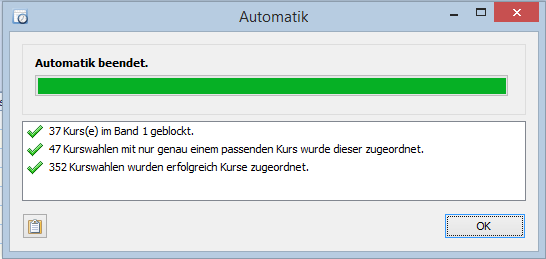 Automatik
Automatik beendet.
37 Kurs(e) im Band 1 geblockt.
47 Kurswahlen mit nur genau einem passenden Kurs wurde dieser zugeordnet.
352 Kurswahlen wurden erfolgreich Kurse zugeordnet.
OK